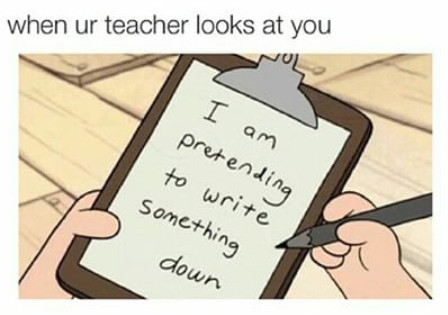 when ur teacher looks at you
I am
pretending
to write
something
down